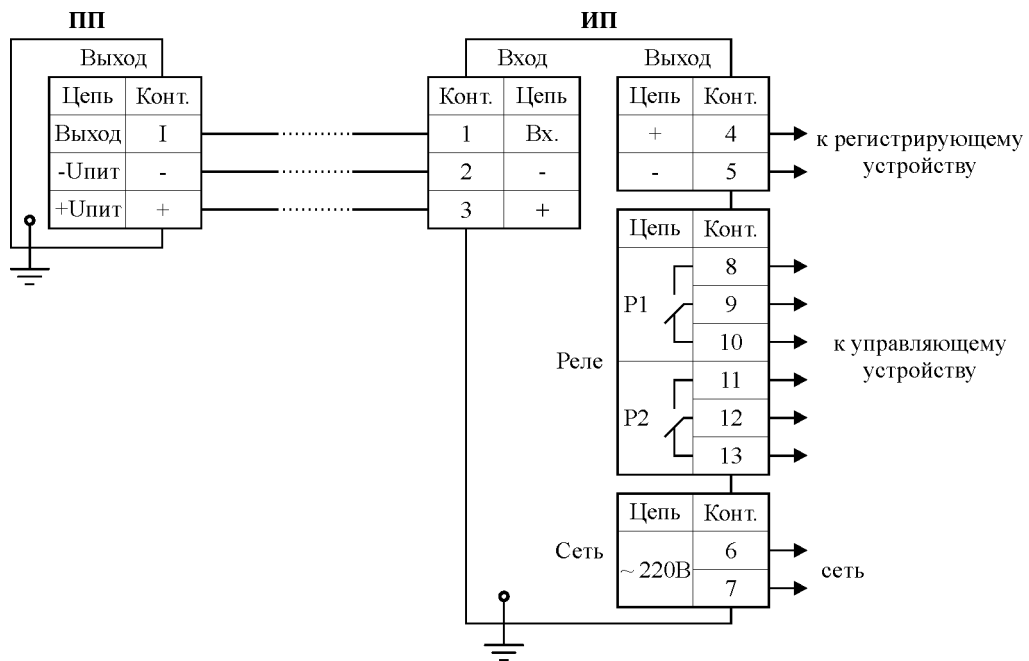 ПП
ИП
Выход
Вход
Выход
Цепь Конт.
Выход I
-Uпит -
+Uпит +
Конт. Цепь
1 Вх.
2 -
3 +
Цепь Конт.
+ 4
- 5
к регистрирующему
устройству
Цепь Конт.
8
Р1 9
10
Реле
11
Р2 12
13
к управляющему
устройству
Цепь Конт.
Сеть
~ 220В
6
7
сеть